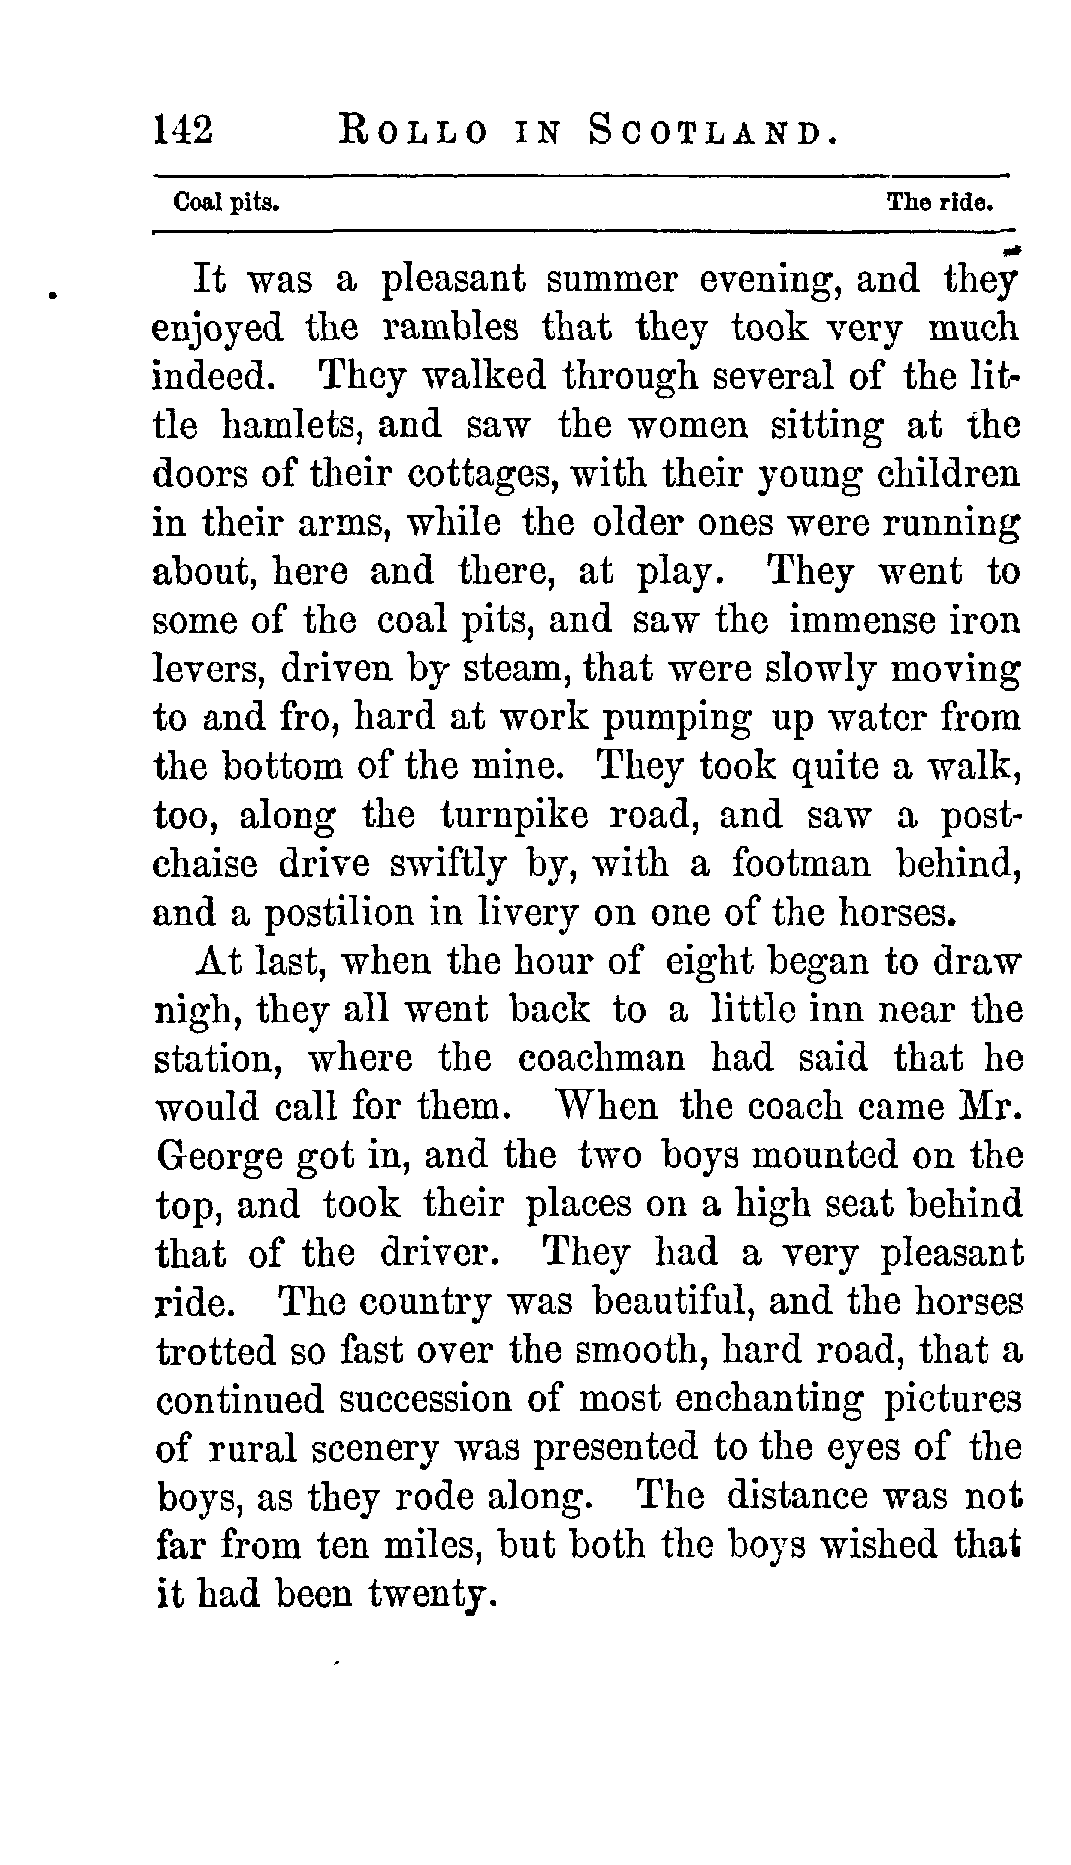 142 ROLLO IN SCOTLAND.
Coal pits. The ride.
It was a pleasant summer evening, and they
enjoyed the rambles that they took very much
indeed. They walked through several of the lit-
tle hamlets, and saw the women sitting at the
doors of their cottages, with their young children
in their arms, while the older ones were running
about, here and there, at play. They went to
some of the coal pits, and saw the immense iron
levers, driven by steam, that were slowly moving
to and fro, hard at work pumping up water from
the bottom of the mine. They took quite a walk,
too, along the turnpike road, and saw a post-
chaise drive swiftly by, with a footman behind,
and a postilion in livery on one of the horses.
At last, when the hour of eight began to draw
nigh, they all went back to a little inn near the
station, where the coachman had said that he
would call for them. When the coach came Mr.
George got in, and the two boys mounted on the
top, and took their places on a high seat behind
that of the driver. They had a very pleasant
ride. The country was beautiful, and the horses
trotted so fast over the smooth, hard road, that a
continued succession of most enchanting pictures
of rural scenery was presented to the eyes of the
boys, as they rode along. The distance was not
far from ten miles, but both the boys wished that
it had been twenty.